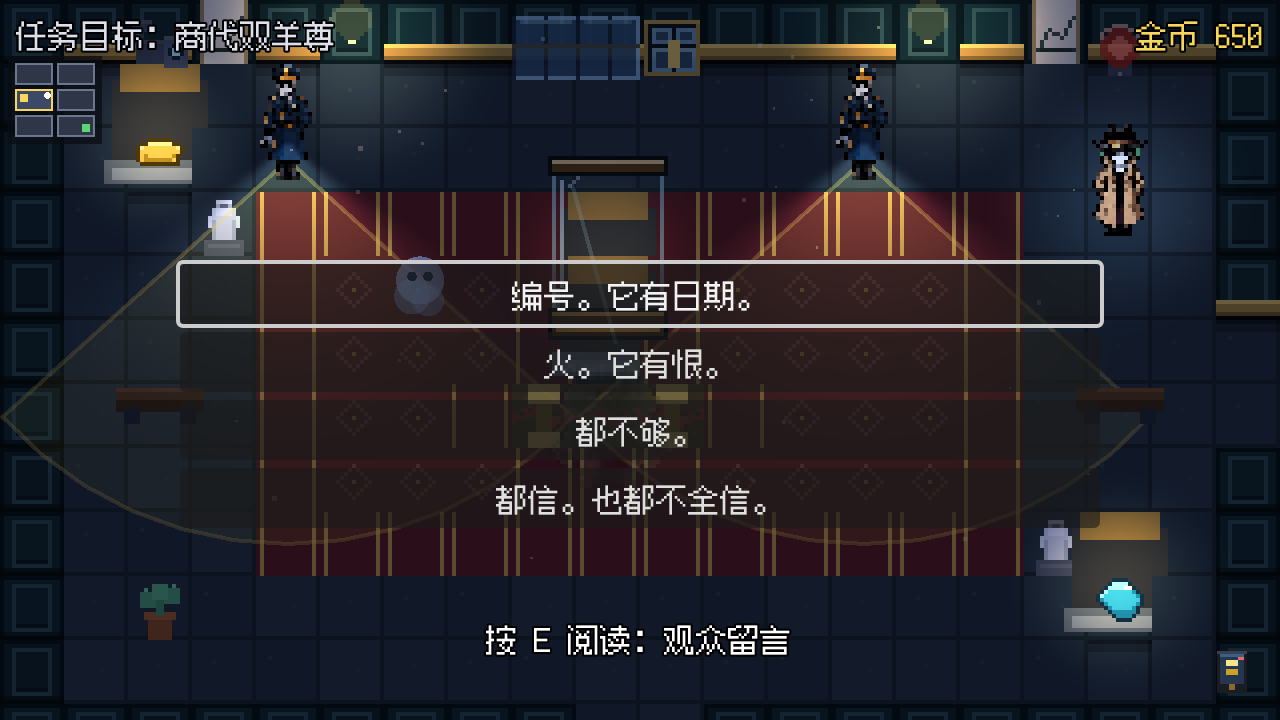 任务目标：商代双羊尊
金币 650
编号。它有日期。
火。它有恨。
都不够。
都信。也都不全信。
按 E 阅读：观众留言